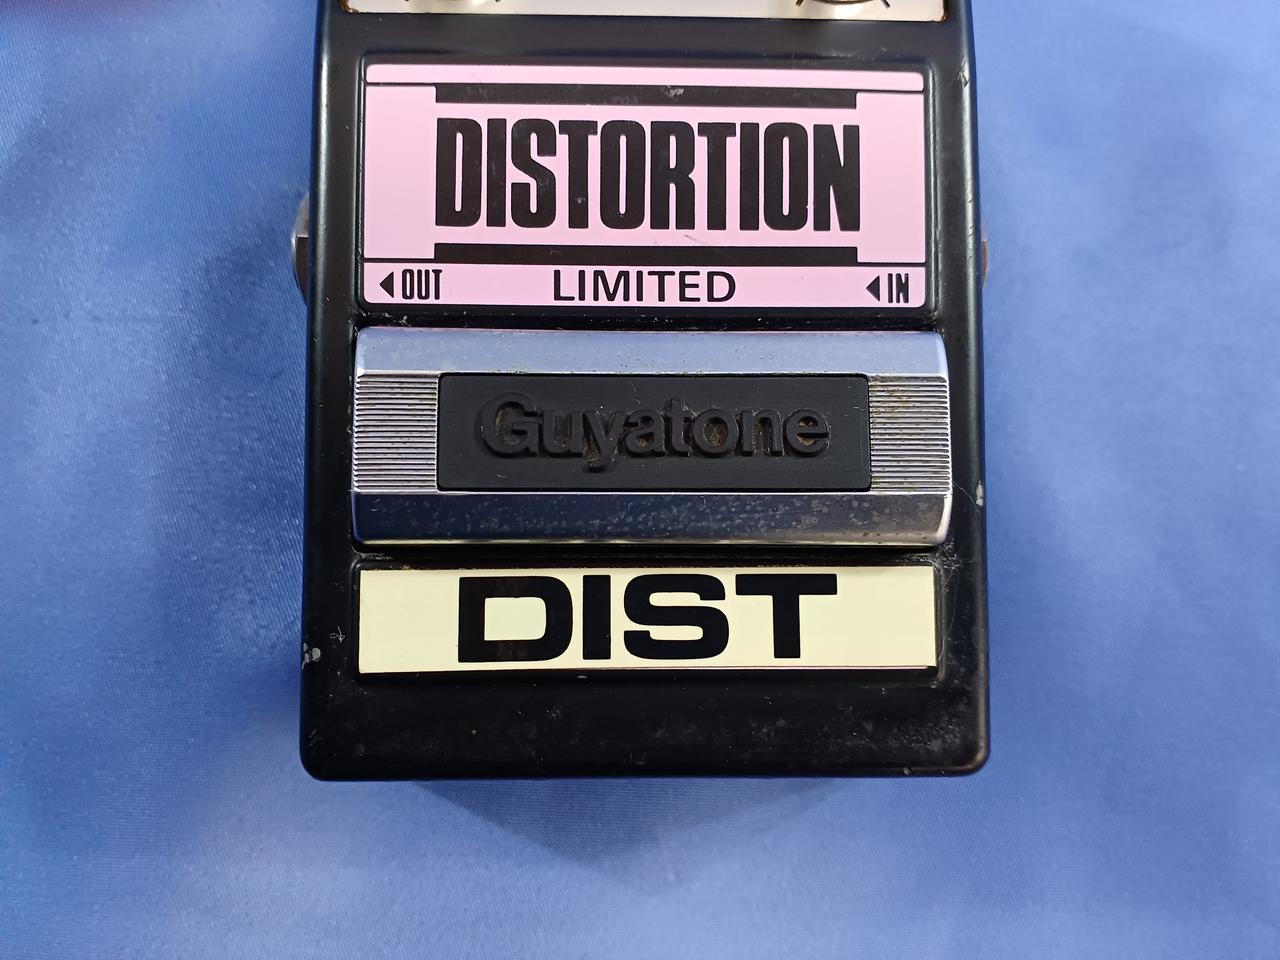 DISTORTION
◀OUT LIMITED ◀IN
Guyatone
DIST